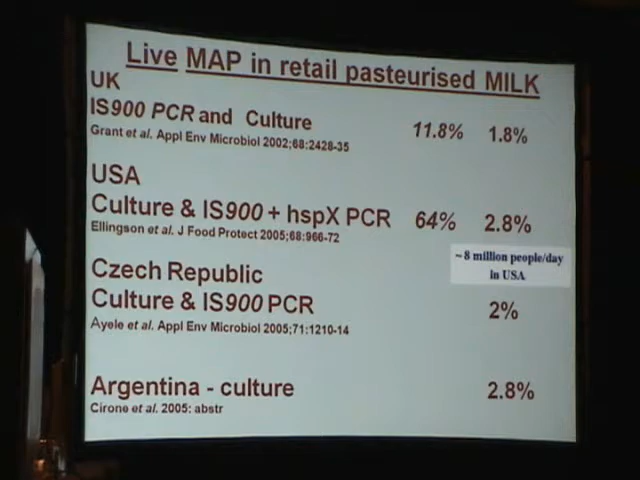 Live MAP in retail pasteurised MILK
UK
IS900 PCR and Culture 11.8% 1.8%
Grant et al. Appl Env Microbiol 2002;68:2428-35
USA
Culture & IS900 + hspX PCR 64% 2.8%
Ellingson et al. J Food Protect 2005;68:966-72
~ 8 million people/day
in USA
Czech Republic
Culture & IS900 PCR 2%
Ayele et al. Appl Env Microbiol 2005;71:1210-14
Argentina - culture 2.8%
Cirone et al. 2005: abstr